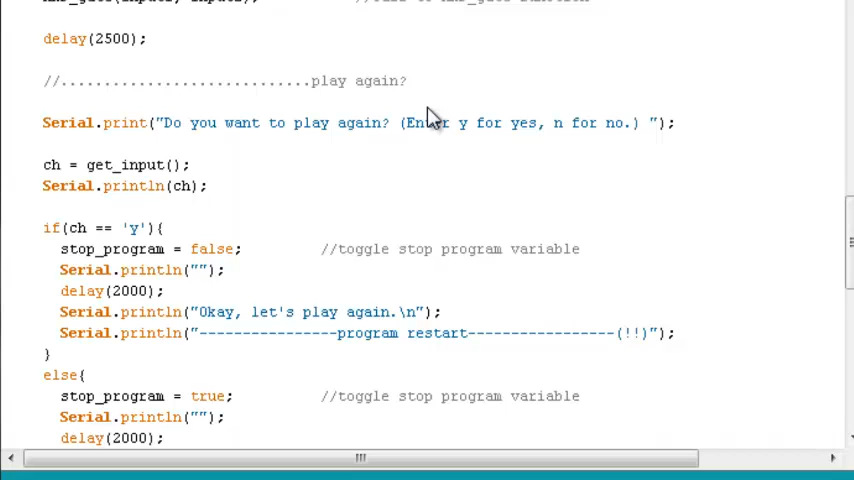 delay(2500);
//.............................play again?
Serial.print("Do you want to play again? (Enter y for yes, n for no.) ");
ch = get_input();
Serial.println(ch);
if(ch == 'y'){
stop_program = false; //toggle stop program variable
Serial.println("");
delay(2000);
Serial.println("Okay, let's play again.\n");
Serial.println("----------------program restart-----------------(!!)");
}
else{
stop_program = true; //toggle stop program variable
Serial.println("");
delay(2000);